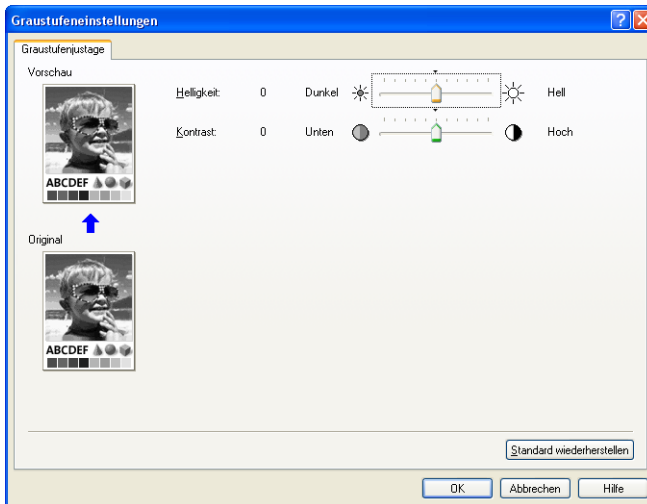 Graustufeneinstellungen
Graustufenjustage
Vorschau
Helligkeit: 0 Dunkel Hell
Kontrast: 0 Unten Hoch
ABCDEF
Original
ABCDEF
Standard wiederherstellen
OK Abbrechen Hilfe